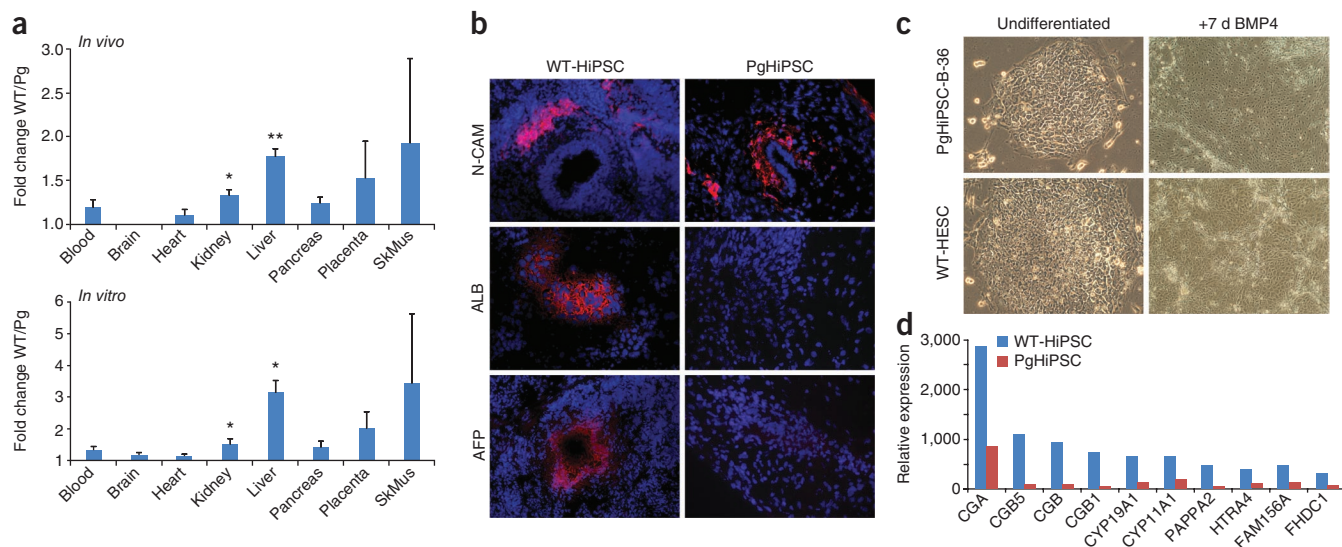 a
In vivo
Fold change WT/Pg
3.0
2.5
2.0
1.5
1.0
*
**
Blood
Brain
Heart
Kidney
Liver
Pancreas
Placenta
SkMus
In vitro
Fold change WT/Pg
6
5
4
3
2
1
*
*
Blood
Brain
Heart
Kidney
Liver
Pancreas
Placenta
SkMus
b
WT-HiPSC
PgHiPSC
N-CAM
ALB
AFP
c
Undifferentiated
+7 d BMP4
PgHiPSC-B-36
WT-HESC
d
Relative expression
3,000
2,000
1,000
0
WT-HiPSC
PgHiPSC
CGA
CGB5
CGB
CGB1
CYP19A1
CYP11A1
PAPPA2
HTRA4
FAM156A
FHDC1